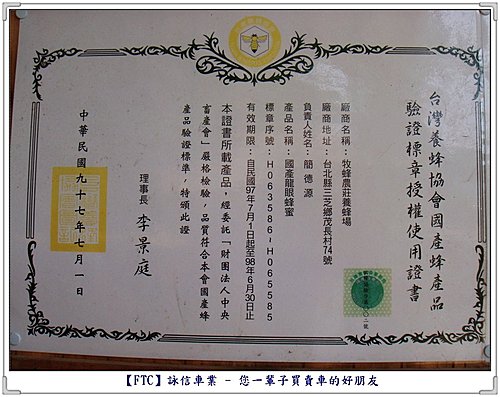 台灣養蜂協會國產蜂產品
驗證標章授權使用證書
廠商名稱：牧蜂農莊養蜂場
廠商地址：台北縣三芝鄉茂長村74號
負責人姓名：簡德源
產品名稱：國產龍眼蜂蜜
標章序號：H063586~H065585
有效期限：自民國97年7月1日起至98年6月30日止
本證書所載產品，經委託「財團法人中央
畜產會」嚴格檢驗，品質符合本會國產蜂
產品驗證標準，特頒此證
理事長 李景庭
中華民國九十七年七月一日
【FTC】詠信車業 - 您一輩子買賣車的好朋友